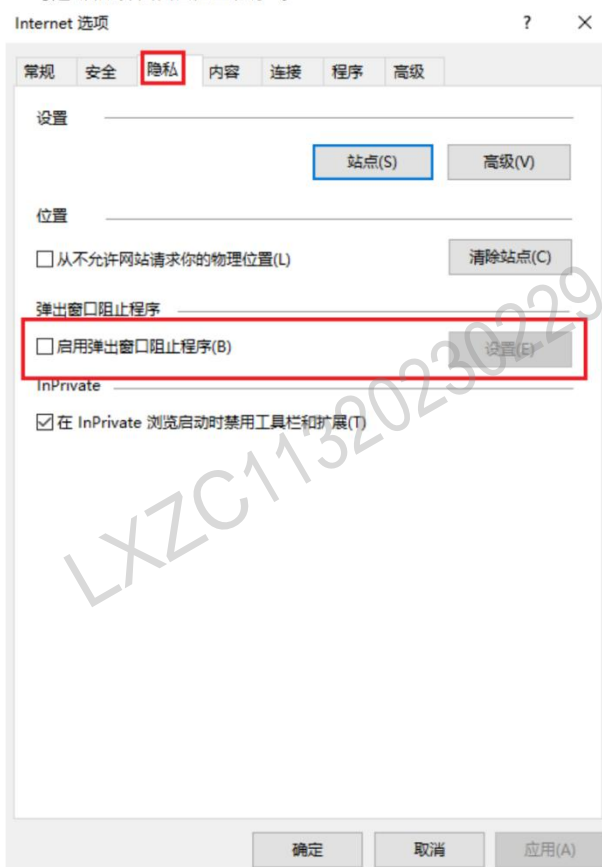 Internet 选项
?
常规 安全 隐私 内容 连接 程序 高级
设置
站点(S) 高级(V)
位置
从不允许网站请求你的物理位置(L) 清除站点(C)
弹出窗口阻止程序
启用弹出窗口阻止程序(B) 设置(E)
InPrivate
在 InPrivate 浏览启动时禁用工具栏和扩展(T)
LXZC11320230229
确定 取消 应用(A)